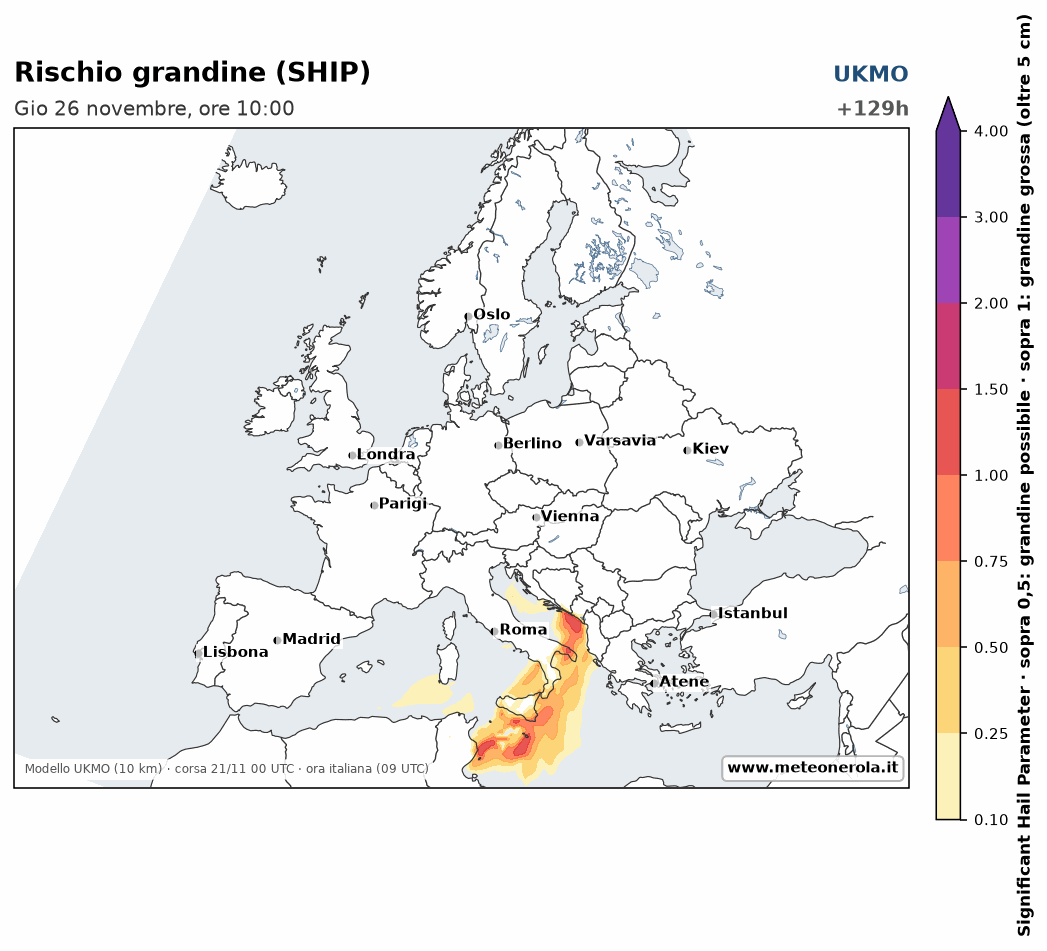 Rischio grandine (SHIP)
UKMO
Gio 26 novembre, ore 10:00
+129h
Oslo
Londra
Berlino
Varsavia
Kiev
Parigi
Vienna
Istanbul
Roma
Madrid
Lisbona
Atene
Modello UKMO (10 km) · corsa 21/11 00 UTC · ora italiana (09 UTC)
www.meteonerola.it
4.00
3.00
2.00
1.50
1.00
0.75
0.50
0.25
0.10
Significant Hail Parameter · sopra 0,5: grandine possibile · sopra 1: grandine grossa (oltre 5 cm)